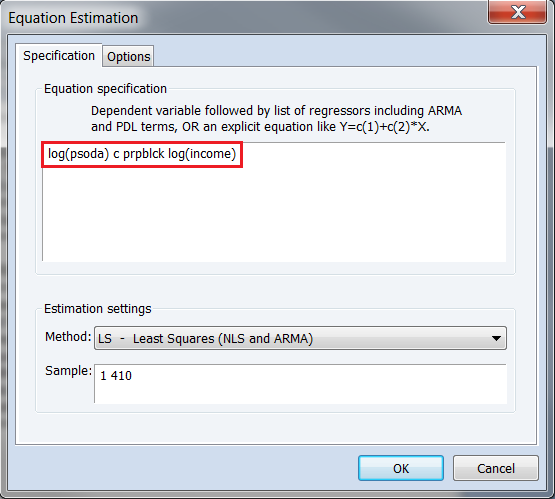 Equation Estimation
Specification
Options
Equation specification
Dependent variable followed by list of regressors including ARMA
and PDL terms, OR an explicit equation like Y=c(1)+c(2)*X.
log(psoda) c prpblck log(income)
Estimation settings
Method: LS - Least Squares (NLS and ARMA)
Sample: 1 410
OK
Cancel